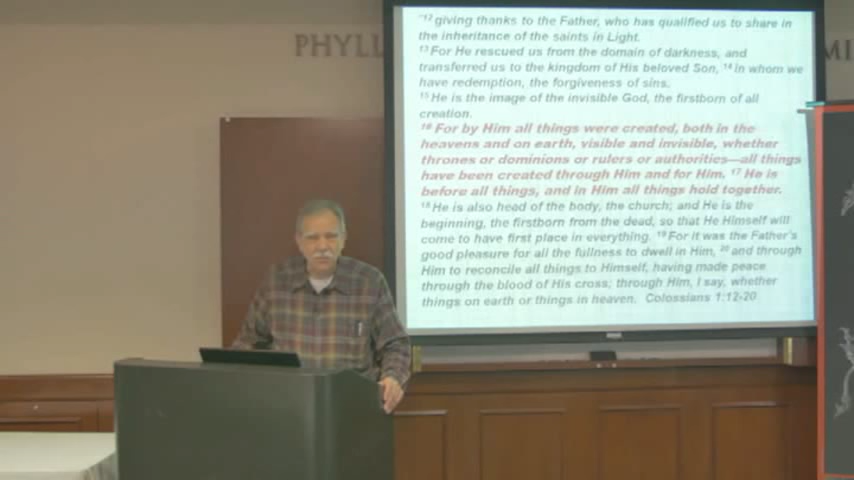 PHYLL
MI
"12 giving thanks to the Father, who has qualified us to share in
the inheritance of the saints in Light.
13 For He rescued us from the domain of darkness, and
transferred us to the kingdom of His beloved Son, 14 in whom we
have redemption, the forgiveness of sins.
15 He is the image of the invisible God, the firstborn of all
creation.
16 For by Him all things were created, both in the
heavens and on earth, visible and invisible, whether
thrones or dominions or rulers or authorities—all things
have been created through Him and for Him. 17 He is
before all things, and in Him all things hold together.
18 He is also head of the body, the church; and He is the
beginning, the firstborn from the dead, so that He Himself will
come to have first place in everything. 19 For it was the Father's
good pleasure for all the fullness to dwell in Him, 20 and through
Him to reconcile all things to Himself, having made peace
through the blood of His cross; through Him, I say, whether
things on earth or things in heaven. Colossians 1:12-20